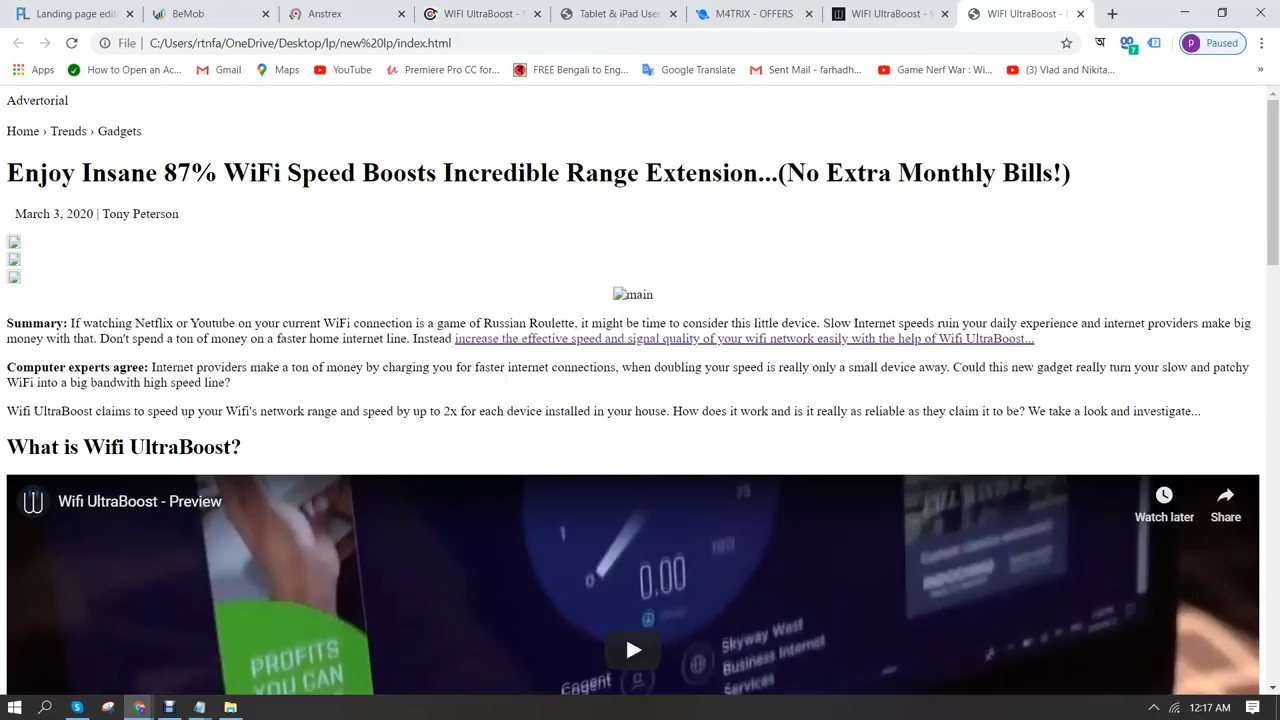 Landing page edit
BeMob
Anstrex
WIFI UltraBoost -
Tablet & iPad Use
M4TRIX - OFFERS
WIFI UltraBoost -
WIFI UltraBoost -
File
C:/Users/rtnfa/OneDrive/Desktop/lp/new%20lp/index.html
Paused
Apps
How to Open an Ac...
Gmail
Maps
YouTube
Premiere Pro CC for...
FREE Bengali to Eng...
Google Translate
Sent Mail - farhadh...
Game Nerf War : Wi...
(3) Vlad and Nikita...
Advertorial
Home › Trends › Gadgets
Enjoy Insane 87% WiFi Speed Boosts Incredible Range Extension...(No Extra Monthly Bills!)
March 3, 2020 | Tony Peterson
main
Summary: If watching Netflix or Youtube on your current WiFi connection is a game of Russian Roulette, it might be time to consider this little device. Slow Internet speeds ruin your daily experience and internet providers make big
money with that. Don't spend a ton of money on a faster home internet line. Instead increase the effective speed and signal quality of your wifi network easily with the help of Wifi UltraBoost...
Computer experts agree: Internet providers make a ton of money by charging you for faster internet connections, when doubling your speed is really only a small device away. Could this new gadget really turn your slow and patchy
WiFi into a big bandwith high speed line?
Wifi UltraBoost claims to speed up your Wifi's network range and speed by up to 2x for each device installed in your house. How does it work and is it really as reliable as they claim it to be? We take a look and investigate...
What is Wifi UltraBoost?
Wifi UltraBoost - Preview
Watch later
Share
75
1
0
0.00
Skyway West
Business Internet
Services
Cogent
PROFITS
YOU CAN
12:17 AM